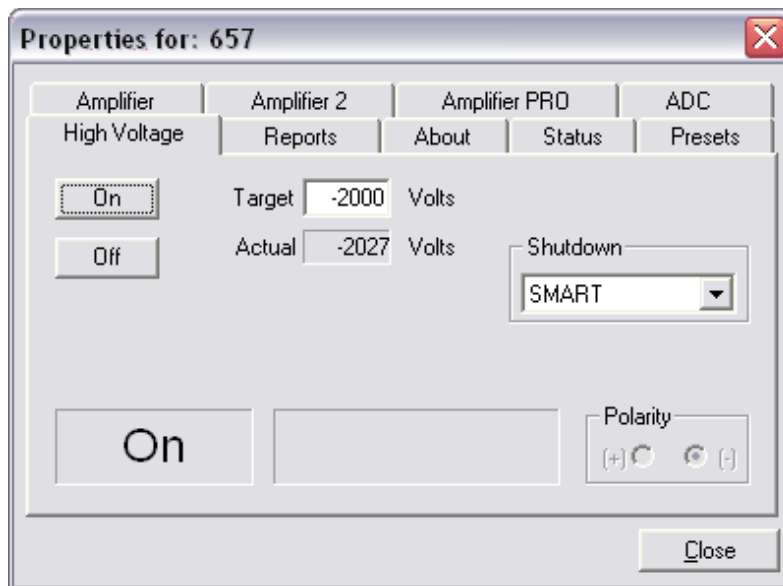 Properties for: 657
Amplifier Amplifier 2 Amplifier PRO ADC
High Voltage Reports About Status Presets
On Target -2000 Volts
Off Actual -2027 Volts Shutdown
SMART
On Polarity
(+) (-)
Close